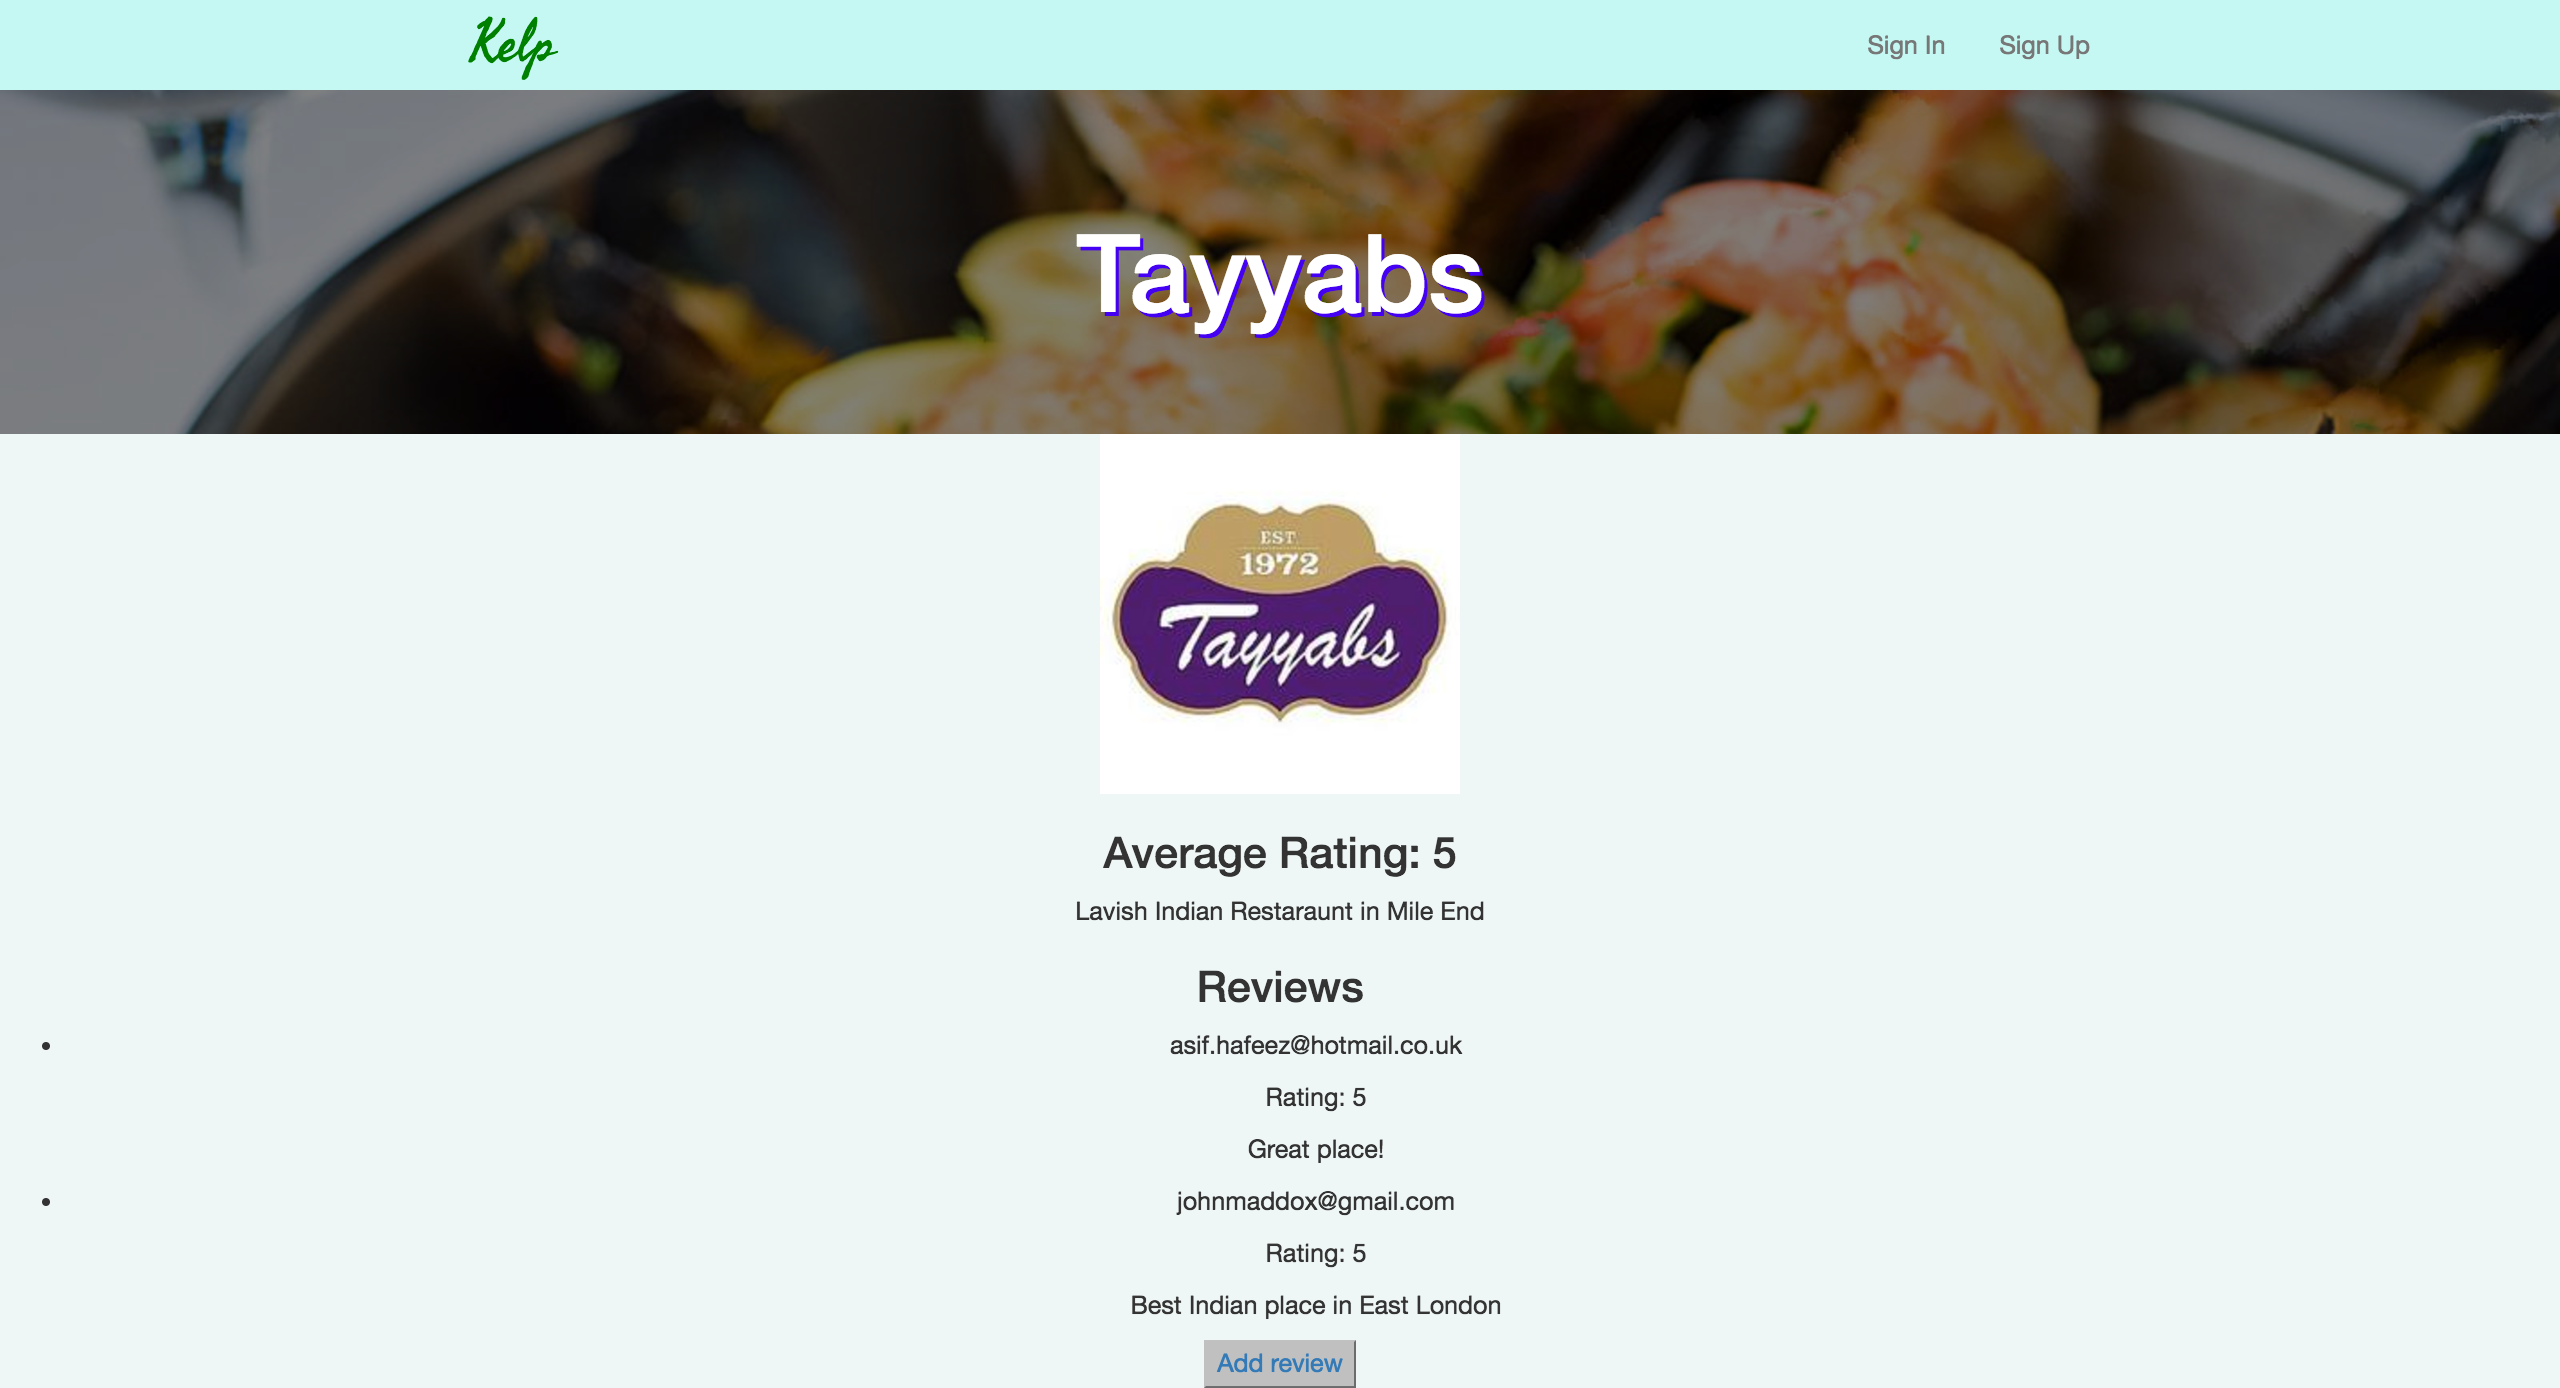 Kelp
Sign In Sign Up
Tayyabs
EST.
1972
Tayyabs
Average Rating: 5
Lavish Indian Restaraunt in Mile End
Reviews
asif.hafeez@hotmail.co.uk
Rating: 5
Great place!
johnmaddox@gmail.com
Rating: 5
Best Indian place in East London
Add review